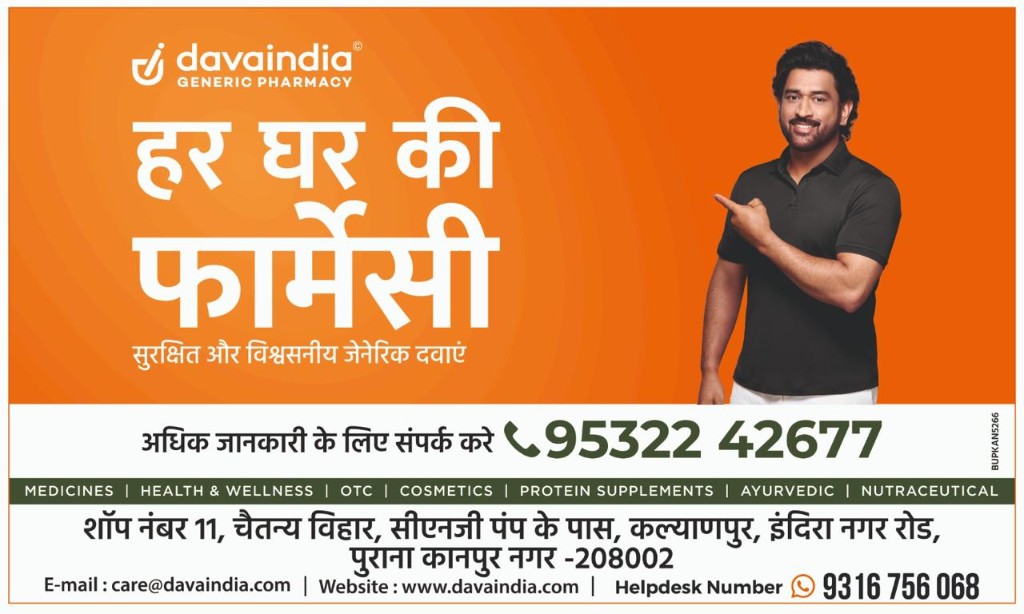 davaindia©
GENERIC PHARMACY
हर घर की
फार्मेसी
सुरक्षित और विश्वसनीय जेनेरिक दवाएं
अधिक जानकारी के लिए संपर्क करे 95322 42677
BUPKAN5266
MEDICINES | HEALTH & WELLNESS | OTC | COSMETICS | PROTEIN SUPPLEMENTS | AYURVEDIC | NUTRACEUTICAL
शॉप नंबर 11, चैतन्य विहार, सीएनजी पंप के पास, कल्याणपुर, इंदिरा नगर रोड,
पुराना कानपुर नगर -208002
E-mail : care@davaindia.com | Website : www.davaindia.com | Helpdesk Number 9316 756 068